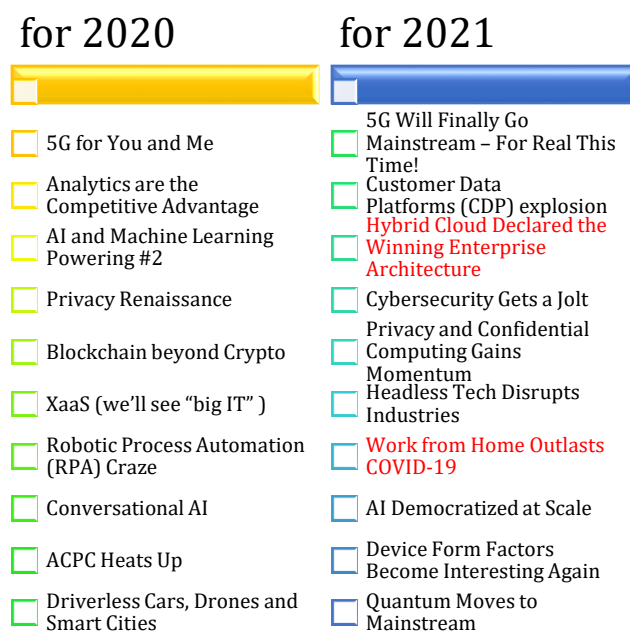 for 2020
5G for You and Me
Analytics are the
Competitive Advantage
AI and Machine Learning
Powering #2
Privacy Renaissance
Blockchain beyond Crypto
XaaS (we’ll see “big IT” )
Robotic Process Automation
(RPA) Craze
Conversational AI
ACPC Heats Up
Driverless Cars, Drones and
Smart Cities
for 2021
5G Will Finally Go
Mainstream – For Real This
Time!
Customer Data
Platforms (CDP) explosion
Hybrid Cloud Declared the
Winning Enterprise
Architecture
Cybersecurity Gets a Jolt
Privacy and Confidential
Computing Gains
Momentum
Headless Tech Disrupts
Industries
Work from Home Outlasts
COVID-19
AI Democratized at Scale
Device Form Factors
Become Interesting Again
Quantum Moves to
Mainstream